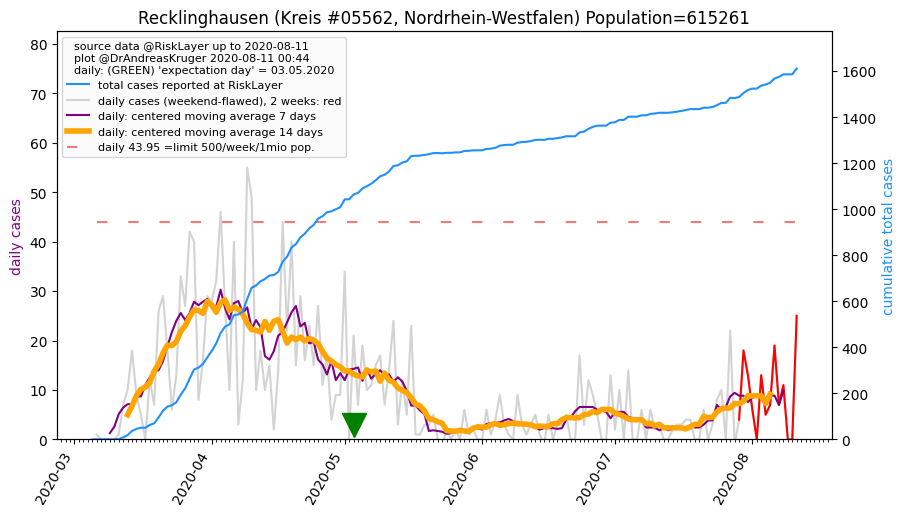 Recklinghausen (Kreis #05562, Nordrhein-Westfalen) Population=615261
source data @RiskLayer up to 2020-08-11
plot @DrAndreasKruger 2020-08-11 00:44
daily: (GREEN) 'expectation day' = 03.05.2020
total cases reported at RiskLayer
daily cases (weekend-flawed), 2 weeks: red
daily: centered moving average 7 days
daily: centered moving average 14 days
daily 43.95 =limit 500/week/1mio pop.
daily cases
80
70
60
50
40
30
20
10
0
cumulative total cases
1600
1400
1200
1000
800
600
400
200
0
2020-03
2020-04
2020-05
2020-06
2020-07
2020-08